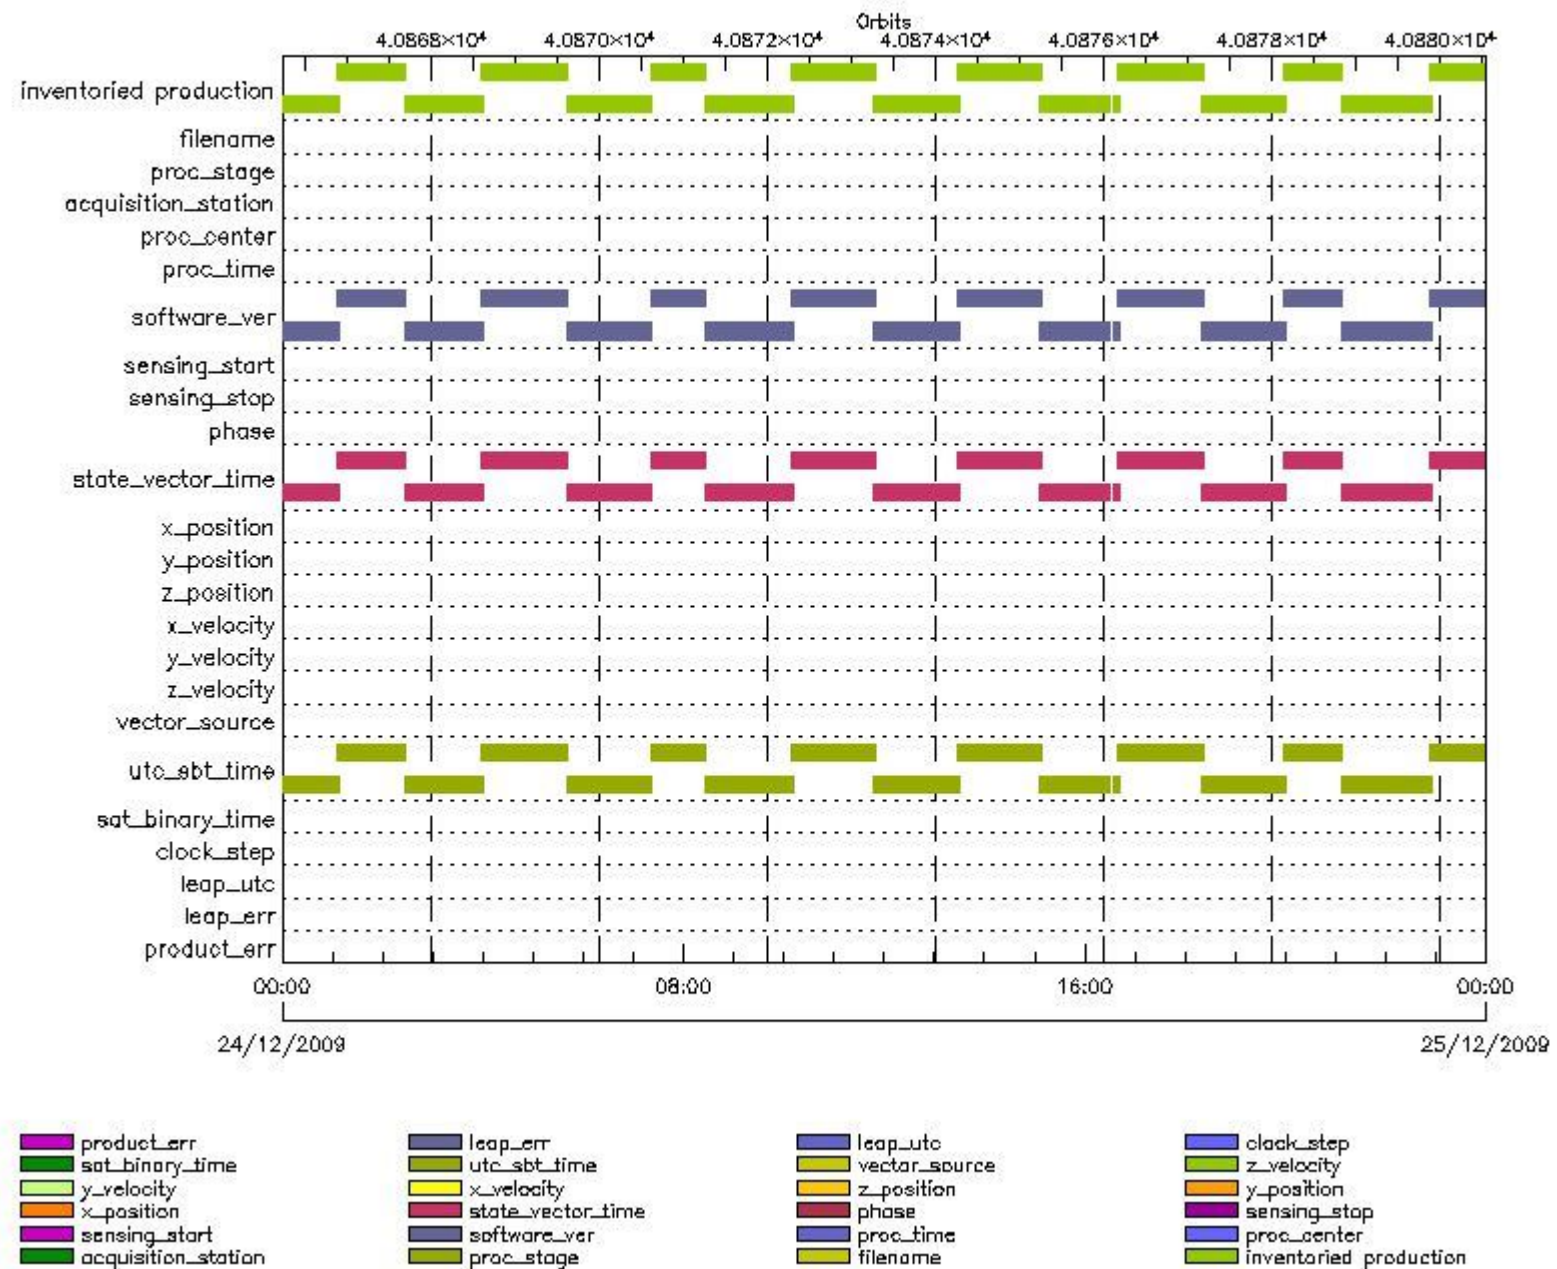 Orbits
4.0868×10⁴ 4.0870×10⁴ 4.0872×10⁴ 4.0874×10⁴ 4.0876×10⁴ 4.0878×10⁴ 4.0880×10⁴
inventoried production
filename
proc_stage
acquisition_station
proc_center
proc_time
software_ver
sensing_start
sensing_stop
phase
state_vector_time
x_position
y_position
z_position
x_velocity
y_velocity
z_velocity
vector_source
utc_sbt_time
sat_binary_time
clock_step
leap_utc
leap_err
product_err
00:00 08:00 16:00 00:00
24/12/2009 25/12/2009
product_err leap_err leap_utc clock_step
sat_binary_time utc_sbt_time vector_source z_velocity
y_velocity x_velocity z_position y_position
x_position state_vector_time phase sensing_stop
sensing_start software_ver proc_time proc_center
acquisition_station proc_stage filename inventoried production